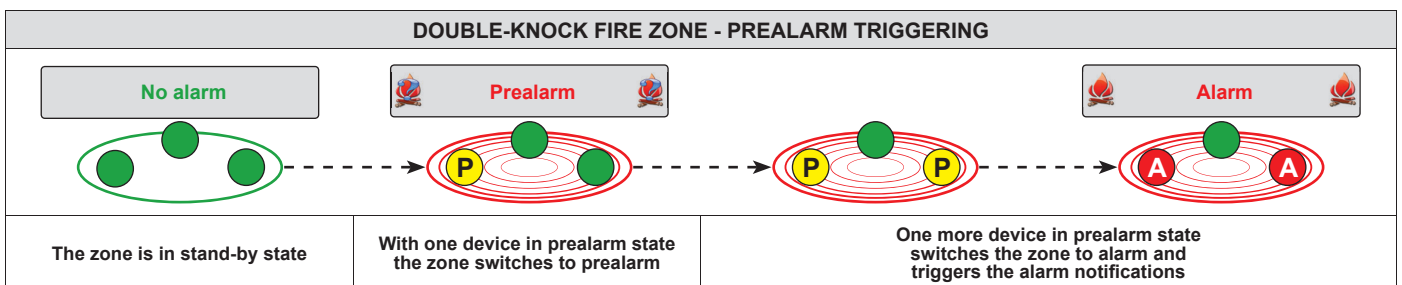 DOUBLE-KNOCK FIRE ZONE - PREALARM TRIGGERING
No alarm
Prealarm
Alarm
P
P
P
A
A
The zone is in stand-by state
With one device in prealarm state
the zone switches to prealarm
One more device in prealarm state
switches the zone to alarm and
triggers the alarm notifications